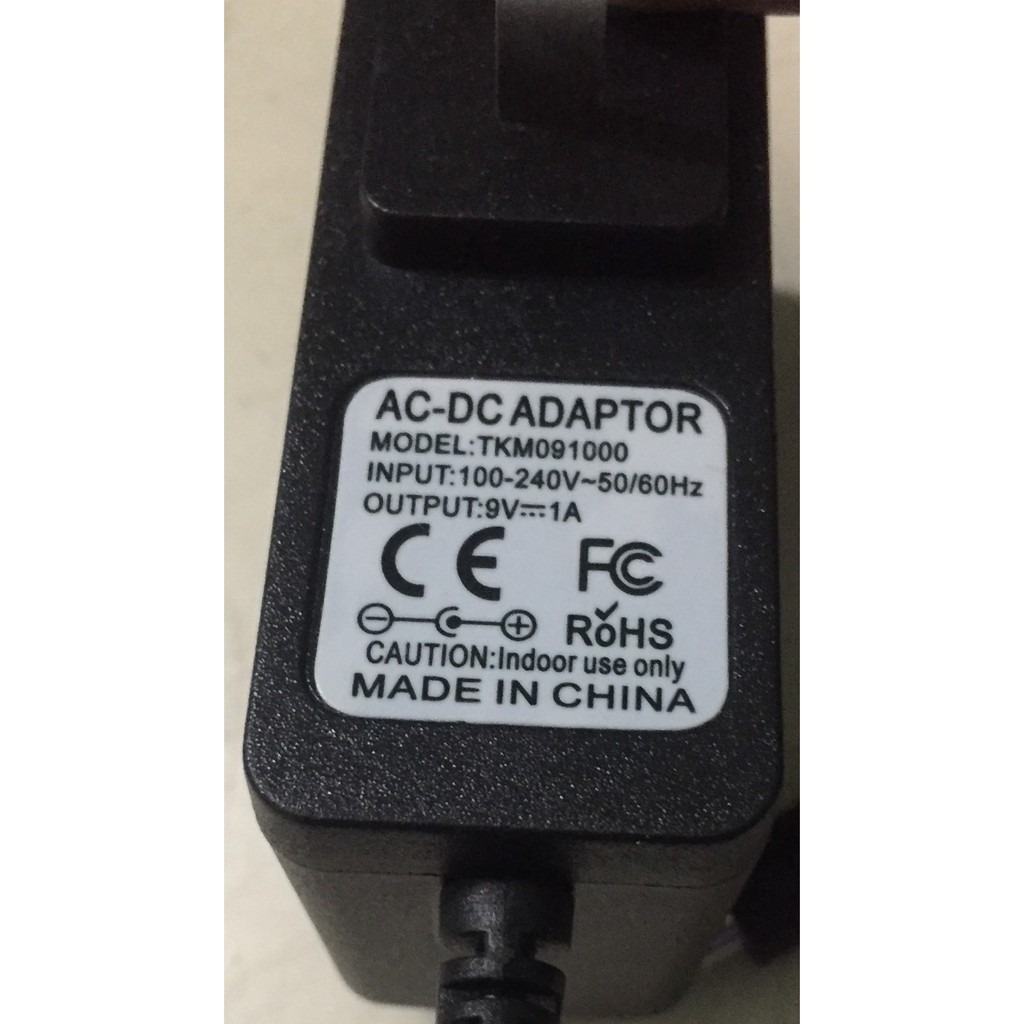 AC-DC ADAPTOR
MODEL:TKM091000
INPUT:100-240V~50/60Hz
OUTPUT:9V⎓1A
CE FC
RoHS
CAUTION:Indoor use only
MADE IN CHINA